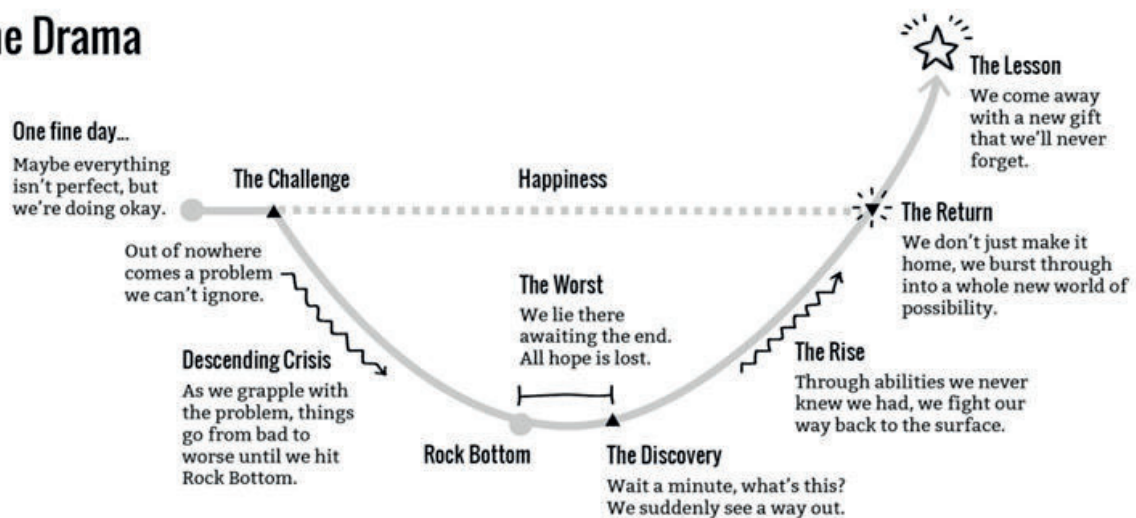 Drama
One fine day...
Maybe everything
isn't perfect, but
we're doing okay.
The Challenge
Out of nowhere
comes a problem
we can't ignore.
Descending Crisis
As we grapple with
the problem, things
go from bad to
worse until we hit
Rock Bottom.
Happiness
The Worst
We lie there
awaiting the end.
All hope is lost.
Rock Bottom
The Discovery
Wait a minute, what's this?
We suddenly see a way out.
The Rise
Through abilities we never
knew we had, we fight our
way back to the surface.
The Return
We don't just make it
home, we burst through
into a whole new world of
possibility.
The Lesson
We come away
with a new gift
that we'll never
forget.